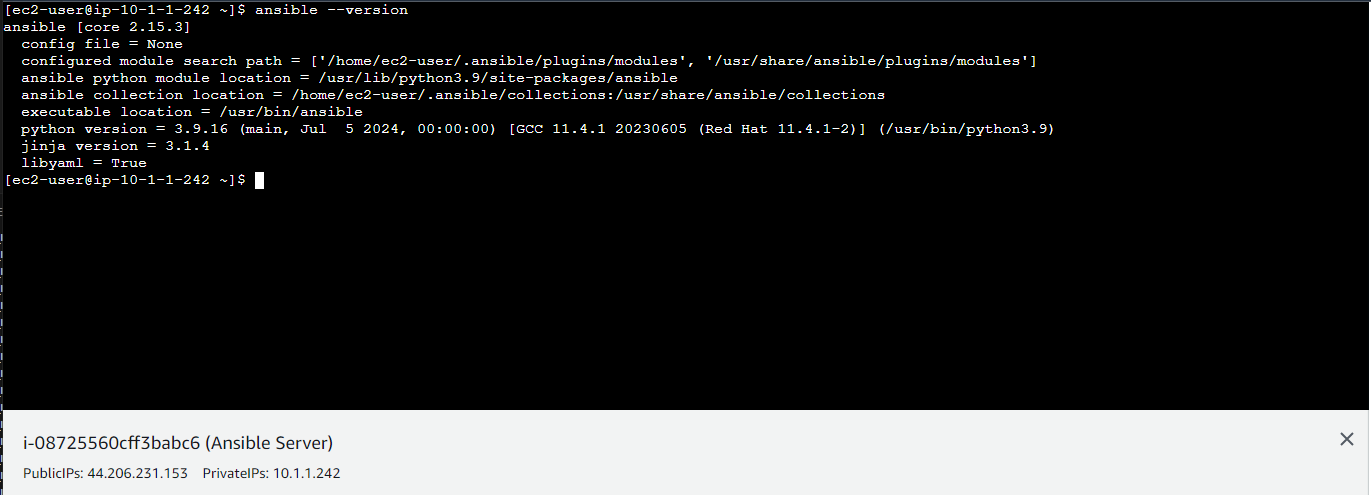 [ec2-user@ip-10-1-1-242 ~]$ ansible --version
ansible [core 2.15.3]
  config file = None
  configured module search path = ['/home/ec2-user/.ansible/plugins/modules', '/usr/share/ansible/plugins/modules']
  ansible python module location = /usr/lib/python3.9/site-packages/ansible
  ansible collection location = /home/ec2-user/.ansible/collections:/usr/share/ansible/collections
  executable location = /usr/bin/ansible
  python version = 3.9.16 (main, Jul  5 2024, 00:00:00) [GCC 11.4.1 20230605 (Red Hat 11.4.1-2)] (/usr/bin/python3.9)
  jinja version = 3.1.4
  libyaml = True
[ec2-user@ip-10-1-1-242 ~]$
i-08725560cff3babc6 (Ansible Server)
PublicIPs: 44.206.231.153 PrivateIPs: 10.1.1.242